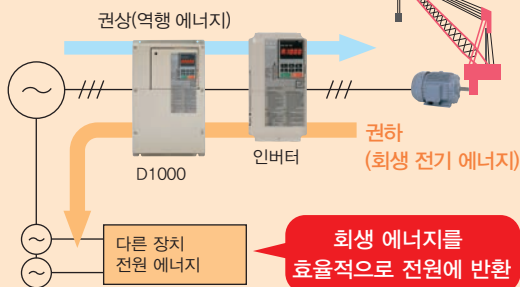 권상(역행 에너지)
권하
(회생 전기 에너지)
D1000
인버터
다른 장치
전원 에너지
회생 에너지를
효율적으로 전원에 반환